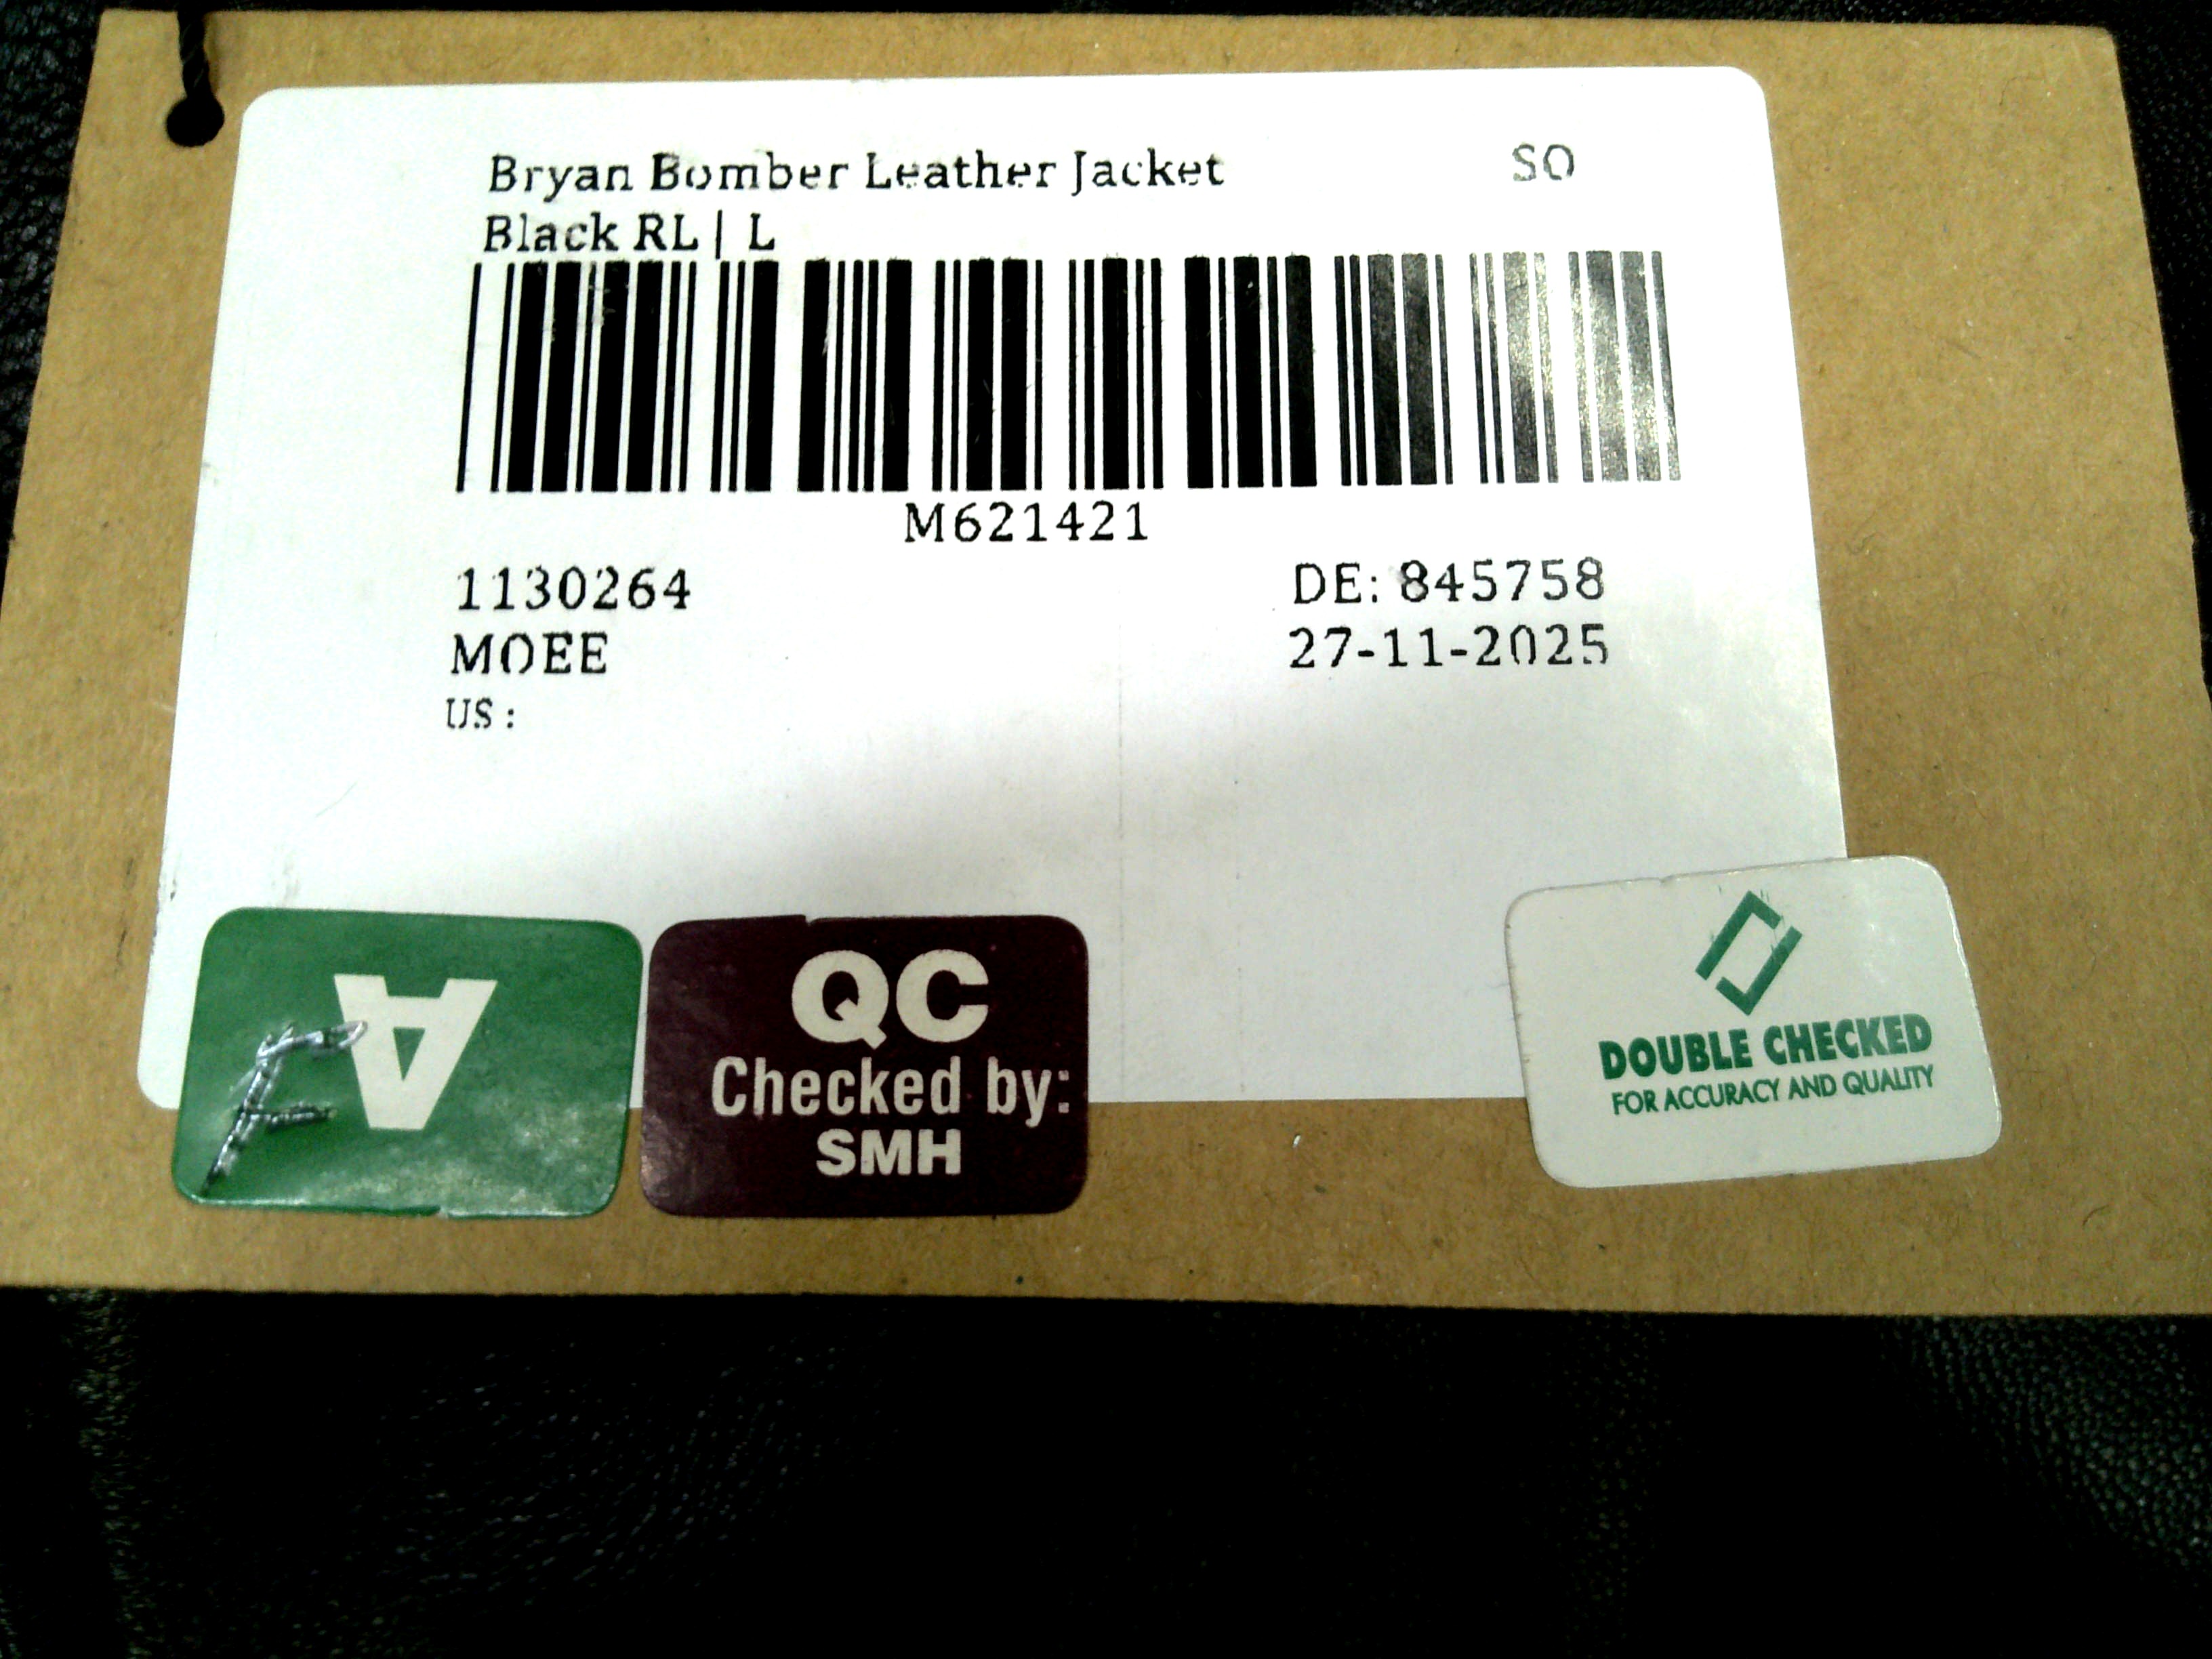 Bryan Bomber Leather Jacket SO
Black RL | L
M621421
1130264 DE: 845758
MOEE 27-11-2025
US :
A
QC
Checked by:
SMH
DOUBLE CHECKED
FOR ACCURACY AND QUALITY